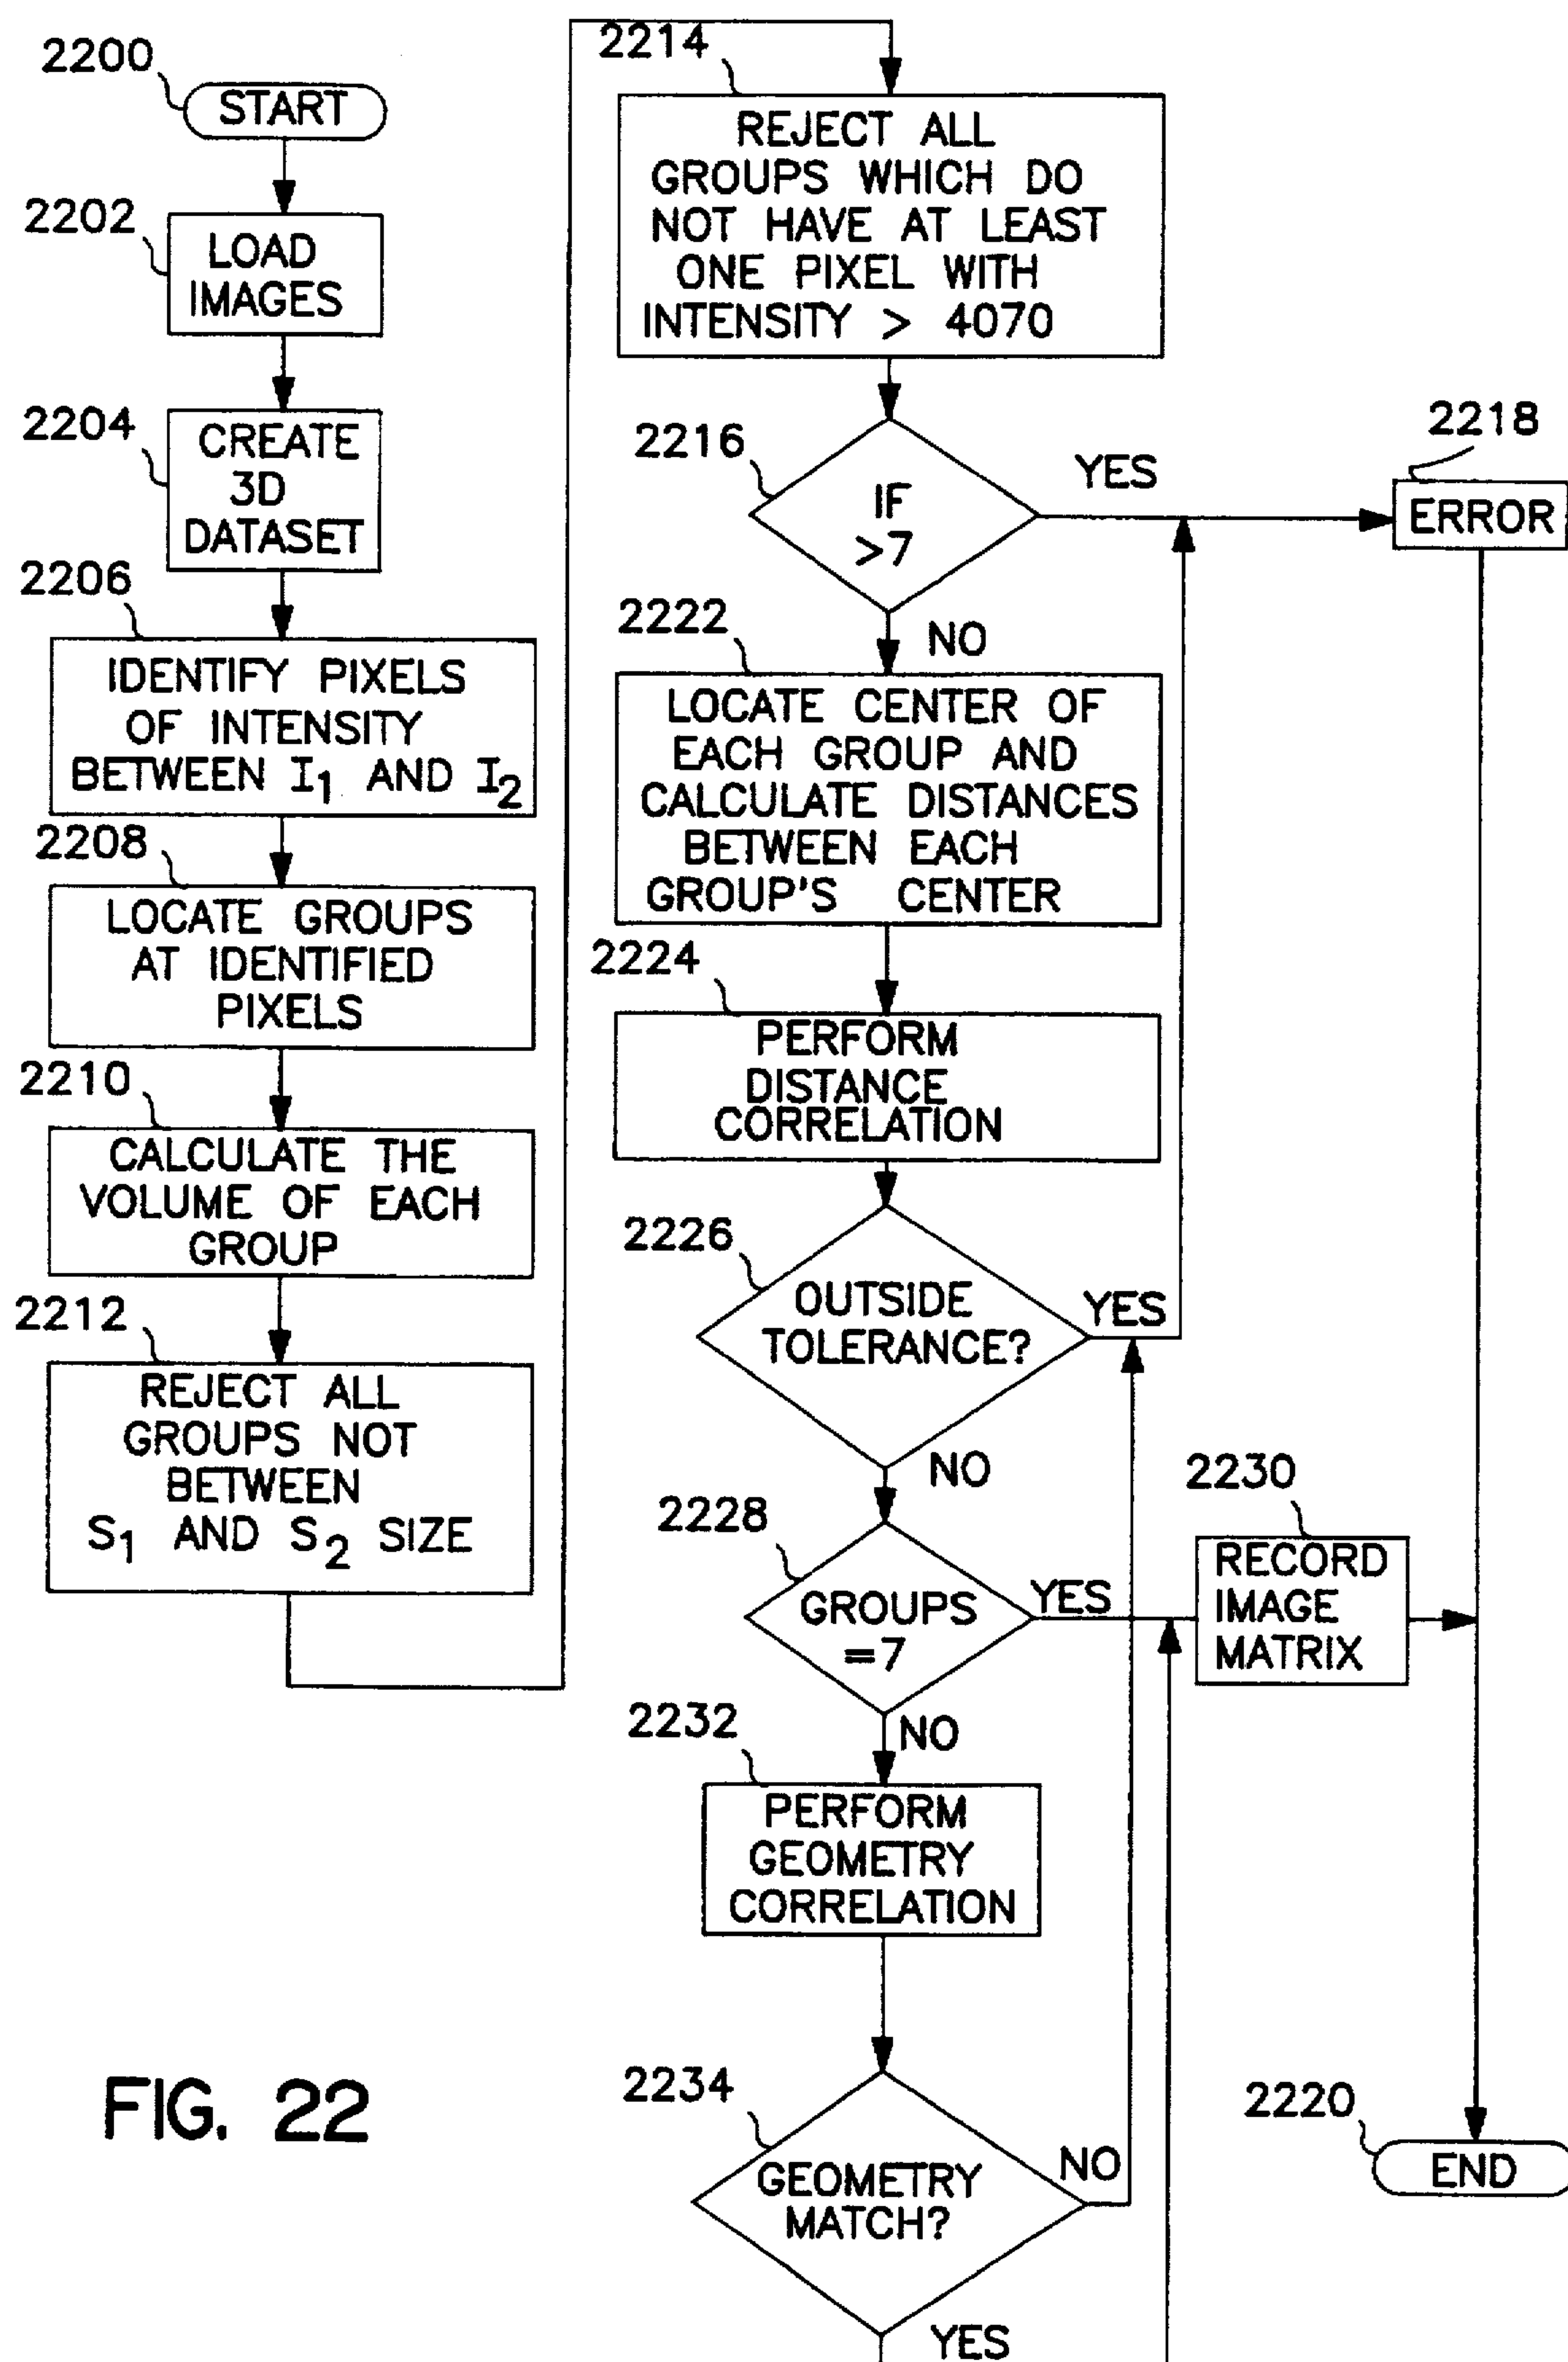 2200
START
2202
LOAD
IMAGES
2204
CREATE
3D
DATASET
2206
IDENTIFY PIXELS
OF INTENSITY
BETWEEN I1 AND I2
2208
LOCATE GROUPS
AT IDENTIFIED
PIXELS
2210
CALCULATE THE
VOLUME OF EACH
GROUP
2212
REJECT ALL
GROUPS NOT
BETWEEN
S1 AND S2 SIZE
2214
REJECT ALL
GROUPS WHICH DO
NOT HAVE AT LEAST
ONE PIXEL WITH
INTENSITY > 4070
2216
IF
>7
YES
2218
ERROR
NO
2222
LOCATE CENTER OF
EACH GROUP AND
CALCULATE DISTANCES
BETWEEN EACH
GROUP'S CENTER
2224
PERFORM
DISTANCE
CORRELATION
2226
OUTSIDE
TOLERANCE?
YES
NO
2228
GROUPS
=7
YES
2230
RECORD
IMAGE
MATRIX
NO
2232
PERFORM
GEOMETRY
CORRELATION
2234
GEOMETRY
MATCH?
NO
YES
2220
END
FIG. 22